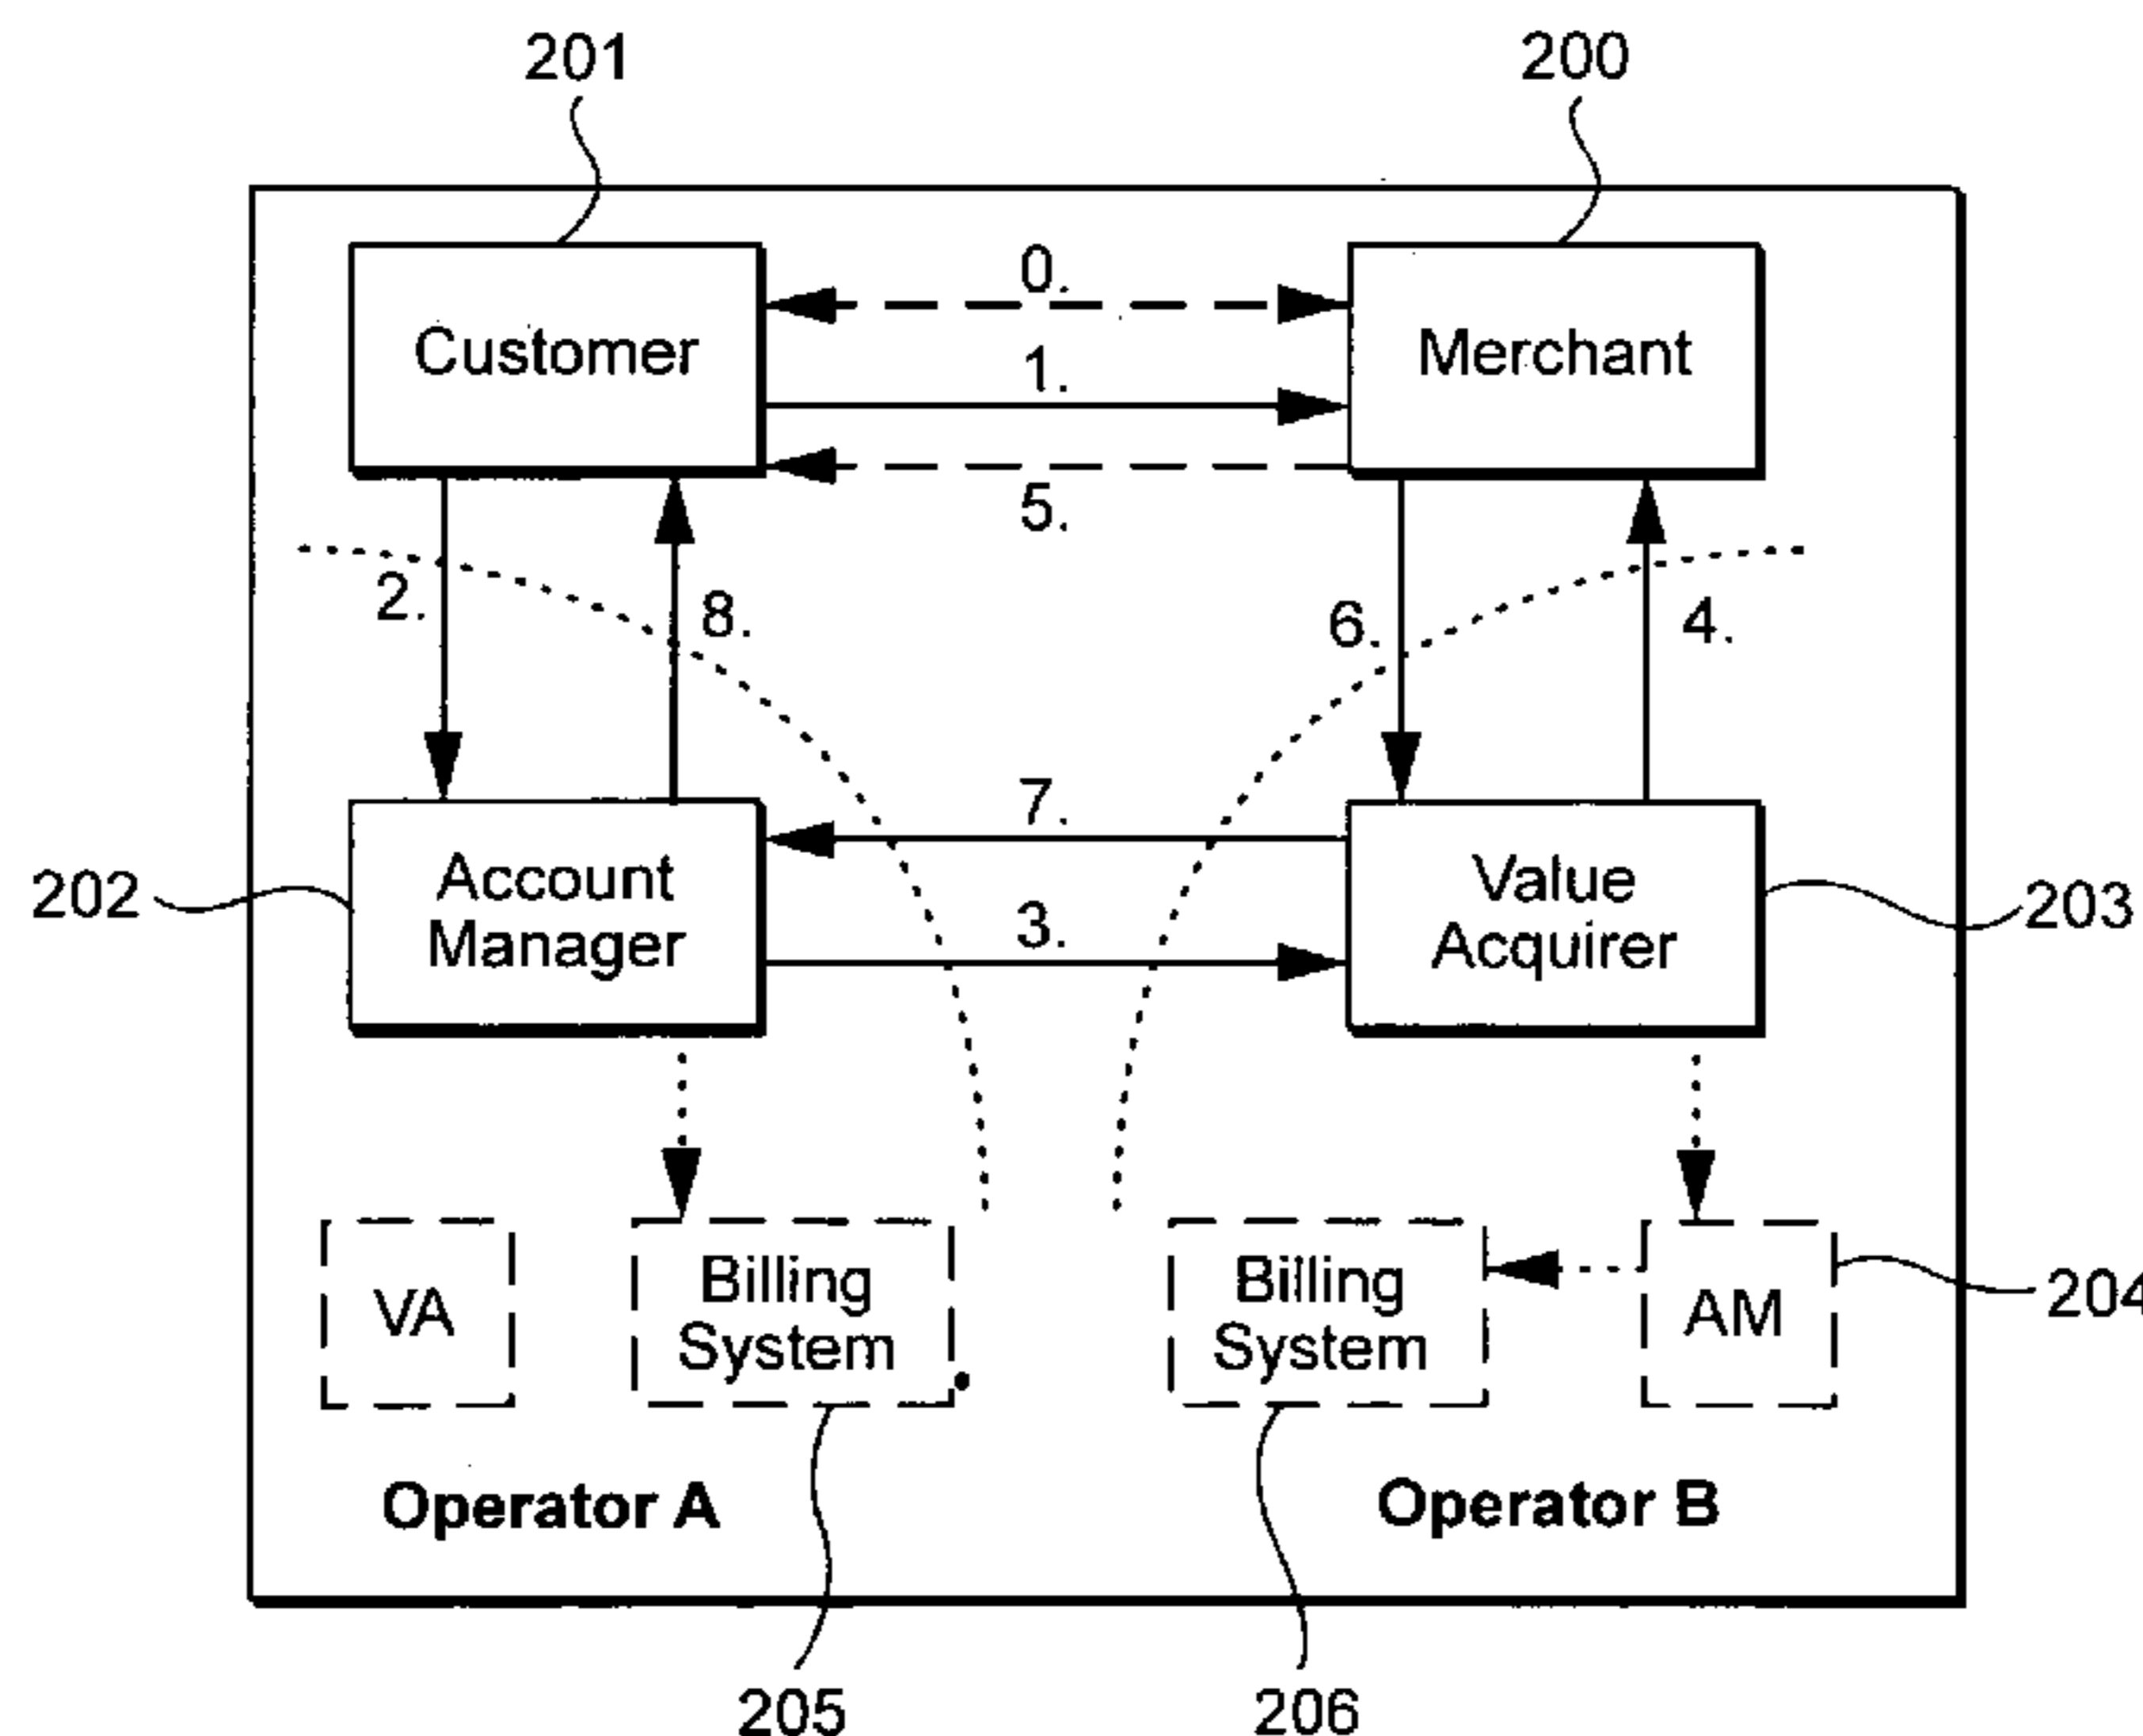 201
200
0.
Customer
Merchant
1.
5.
2.
8.
6.
4.
7.
Account
Manager
Value
Acquirer
202
203
3.
VA
Billing
System
Billing
System
AM
204
Operator A
Operator B
205
206